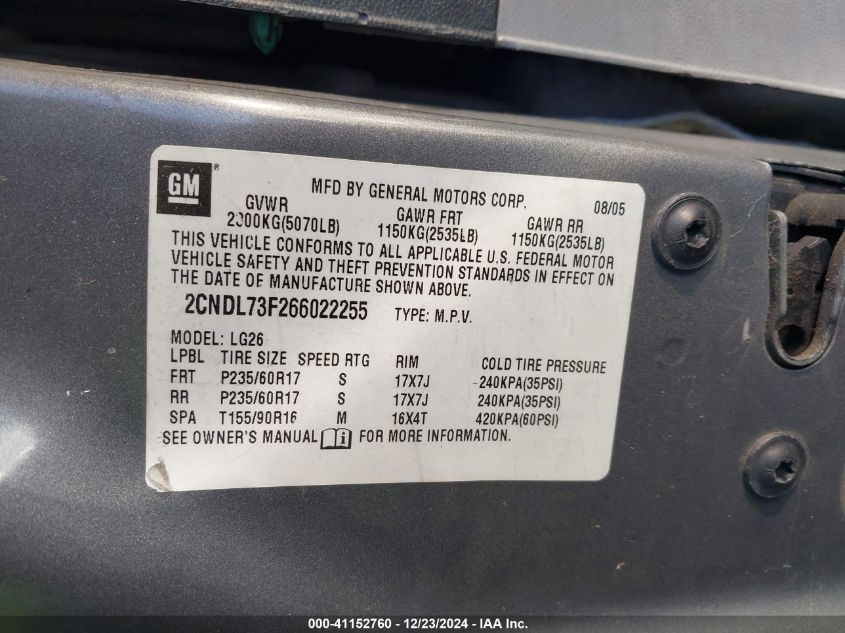 GM
MFD BY GENERAL MOTORS CORP. 08/05
GVWR GAWR FRT GAWR RR
2300KG(5070LB) 1150KG(2535LB) 1150KG(2535LB)
THIS VEHICLE CONFORMS TO ALL APPLICABLE U.S. FEDERAL MOTOR
VEHICLE SAFETY AND THEFT PREVENTION STANDARDS IN EFFECT ON
THE DATE OF MANUFACTURE SHOWN ABOVE.
2CNDL73F266022255 TYPE: M.P.V.
MODEL: LG26
LPBL TIRE SIZE SPEED RTG RIM COLD TIRE PRESSURE
FRT P235/60R17 S 17X7J 240KPA(35PSI)
RR P235/60R17 S 17X7J 240KPA(35PSI)
SPA T155/90R16 M 16X4T 420KPA(60PSI)
SEE OWNER'S MANUAL i FOR MORE INFORMATION.
000-41152760 - 12/23/2024 - IAA Inc.